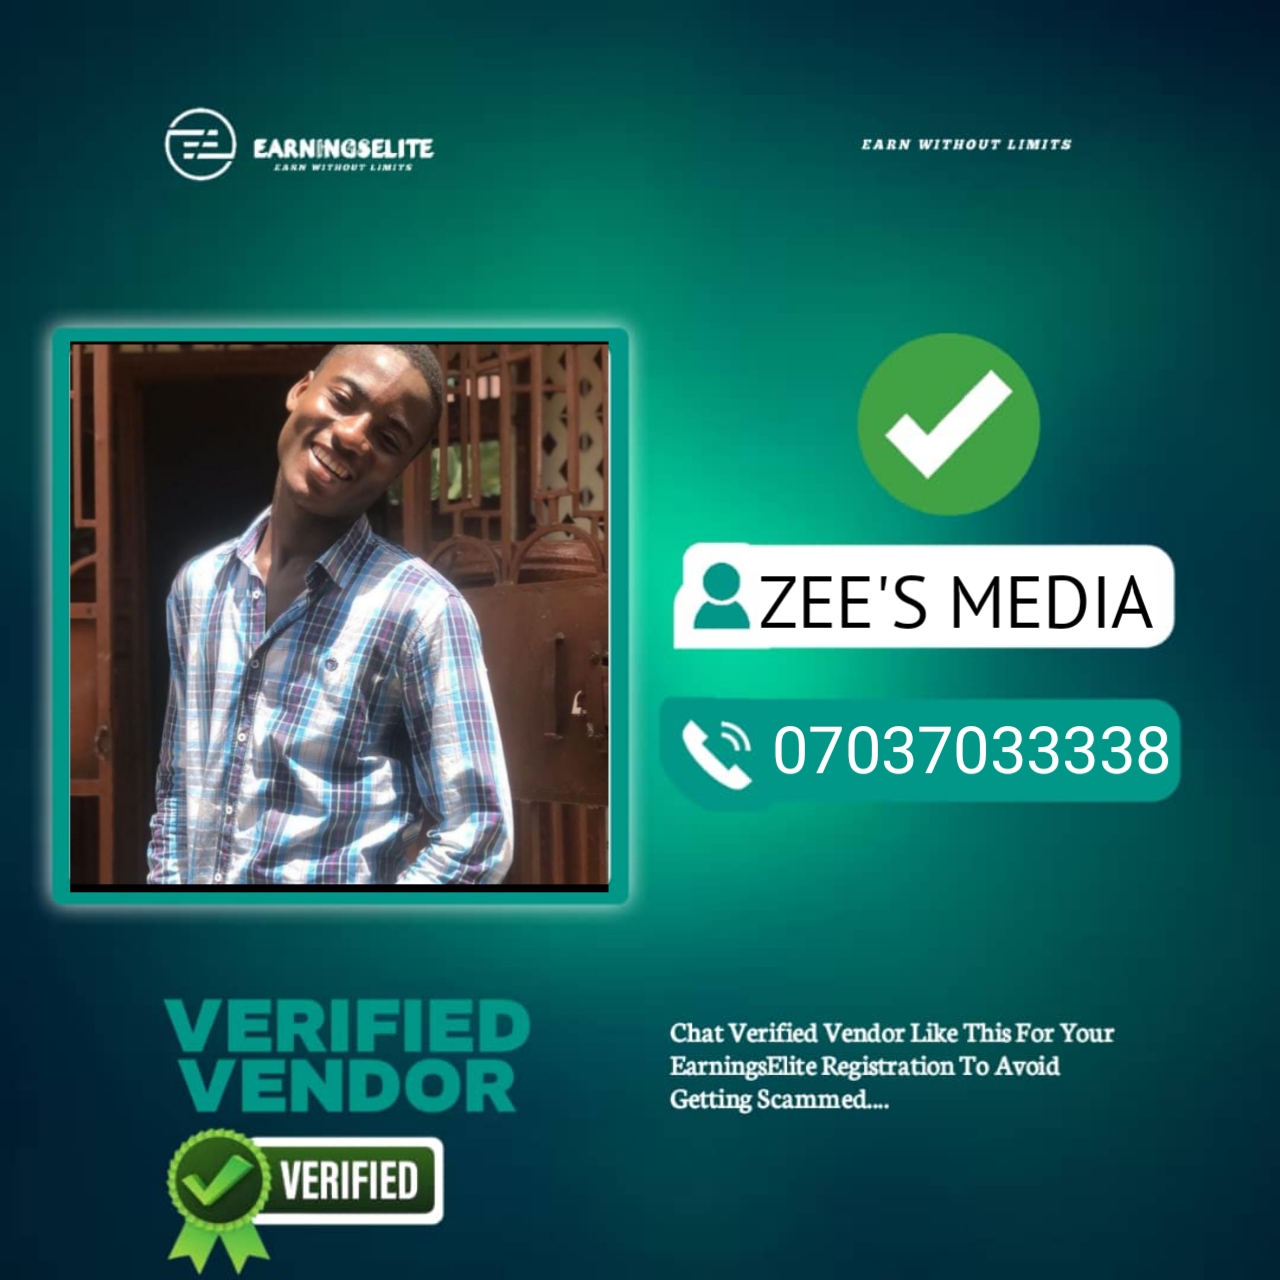 EARNINGSELITE
EARN WITHOUT LIMITS
EARN WITHOUT LIMITS
ZEE'S MEDIA
07037033338
VERIFIED
VENDOR
VERIFIED
Chat Verified Vendor Like This For Your
EarningsElite Registration To Avoid
Getting Scammed....